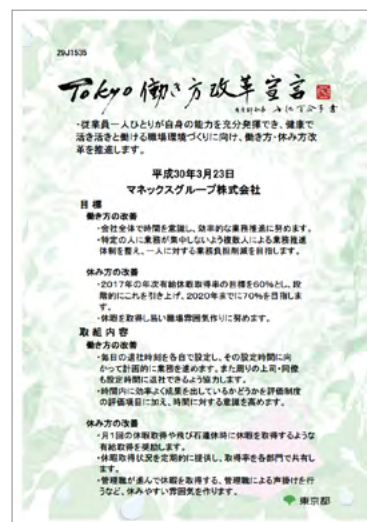 29J1535
Tokyo働き方改革宣言
東京都知事 小池百合子書
・従業員一人ひとりが自身の能力を充分発揮でき、健康で
活き活きと働ける職場環境づくりに向け、働き方・休み方改
革を推進します。
平成30年3月23日
マネックスグループ株式会社
目標
働き方の改善
・会社全体で時間を意識し、効率的な業務推進に努めます。
・特定の人に業務が集中しないよう複数人による業務推進
体制を整え、一人に対する業務負担削減を目指します。
休み方の改善
・2017年の年次有給休暇取得率の目標を60%とし、段
階的にこれを引き上げ、2020年までに70%を目指しま
す。
・休暇を取得し易い職場雰囲気作りに努めます。
取組内容
働き方の改善
・毎日の退社時刻を各自で設定し、その設定時間に向
かって計画的に業務を進めます。また周りの上司・同僚
も設定時間に退社できるよう協力します。
・時間内に効率よく成果を出しているかどうかを評価制度
の評価項目に加え、時間に対する意識を高めます。
休み方の改善
・月1回の休暇取得や飛び石連休時に休暇を取得するような
有給取得を奨励します。
・休暇取得状況を定期的に提供し、取得率を各部門で共有し
ます。
・管理職が進んで休暇を取得する、管理職による声掛けを行
うなど、休みやすい雰囲気を作ります。
東京都